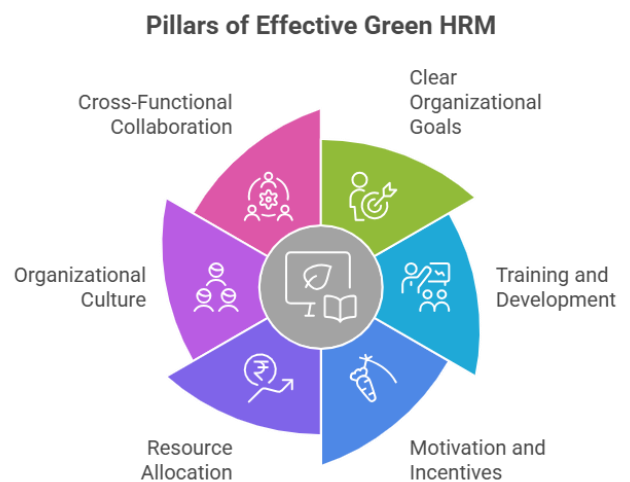 Pillars of Effective Green HRM
Cross-Functional
Collaboration
Clear
Organizational
Goals
Organizational
Culture
Training and
Development
₹
Resource
Allocation
Motivation and
Incentives